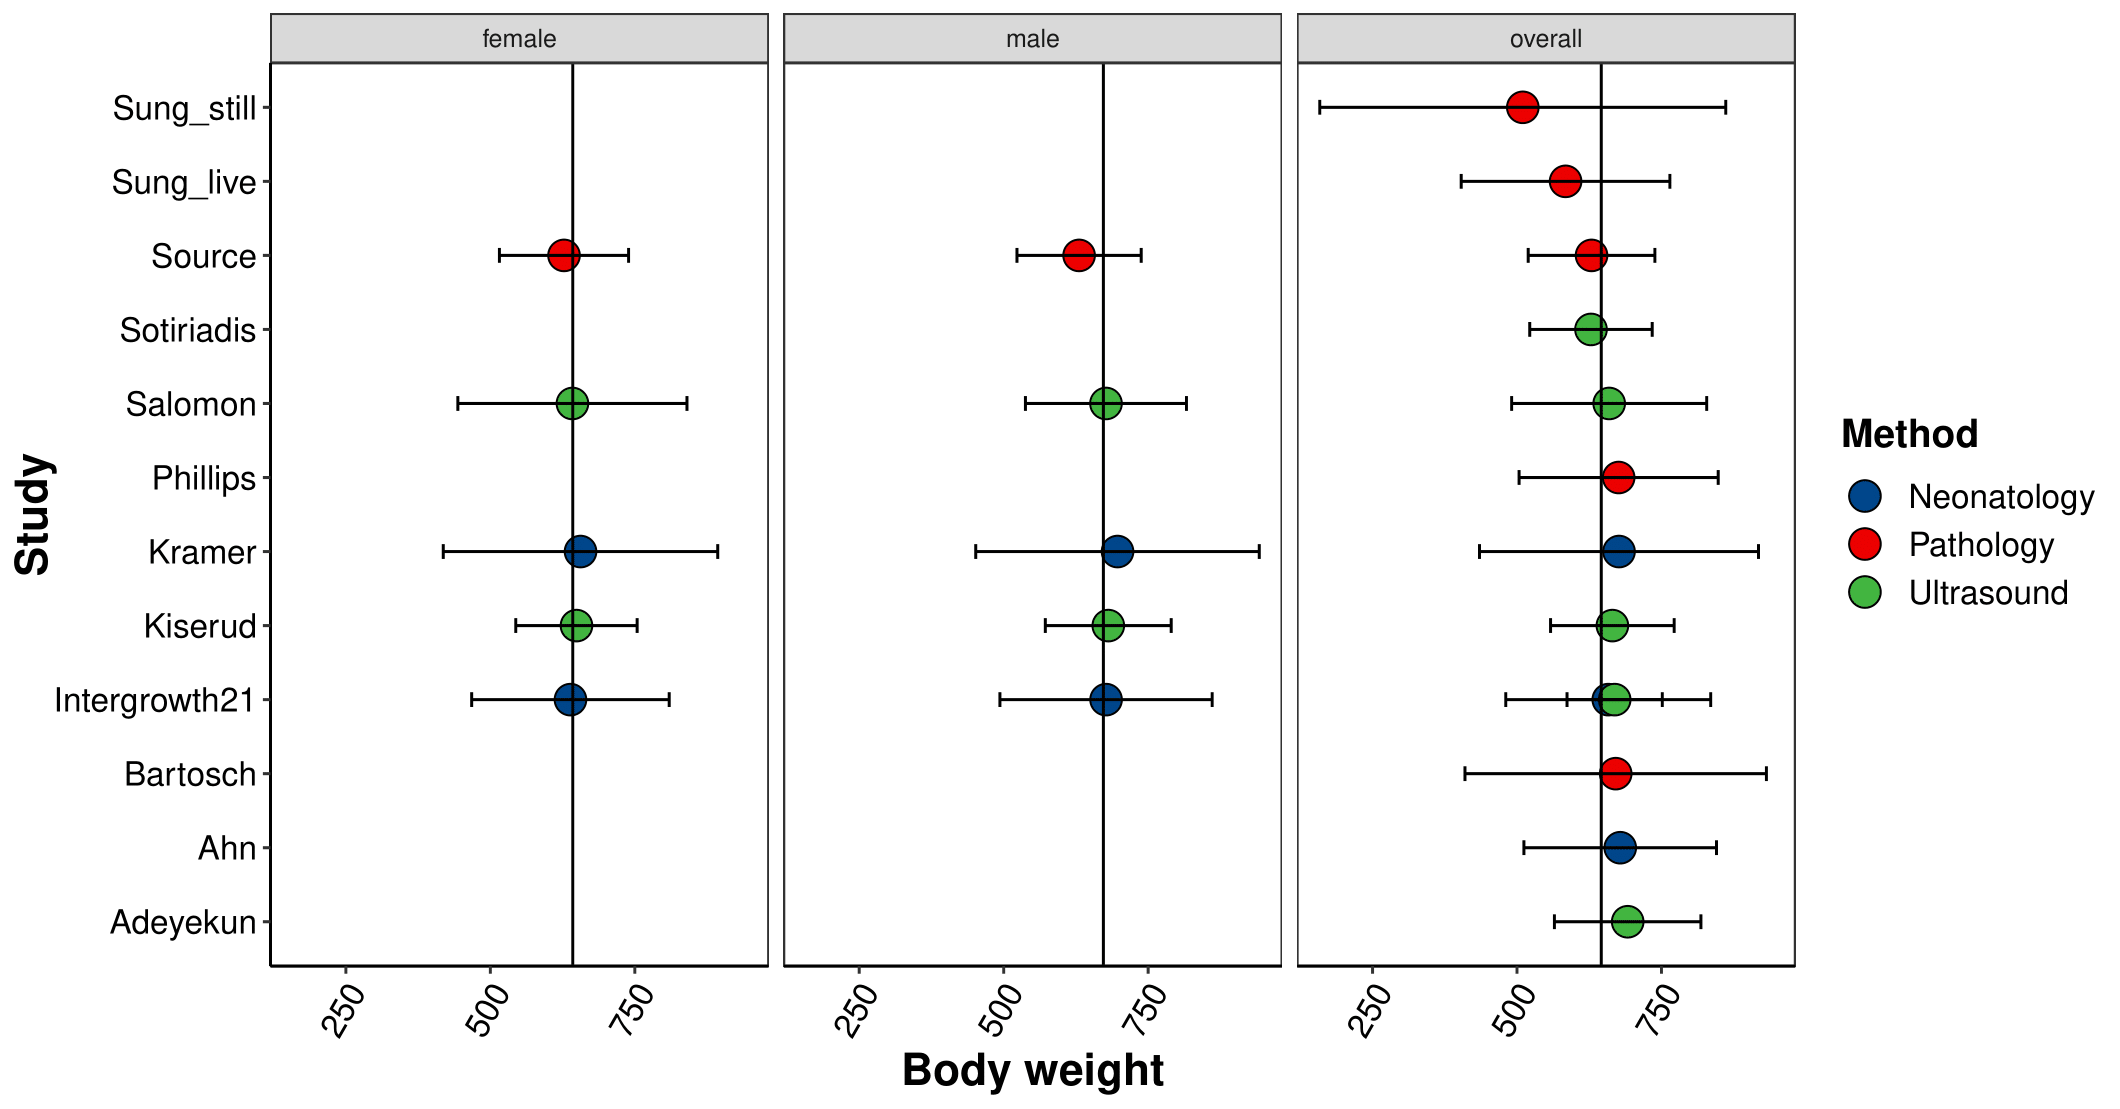 female
male
overall
Sung_still
Sung_live
Source
Sotiriadis
Salomon
Phillips
Kramer
Kiserud
Intergrowth21
Bartosch
Ahn
Adeyekun
Study
250
500
750
250
500
750
250
500
750
Body weight
Method
Neonatology
Pathology
Ultrasound